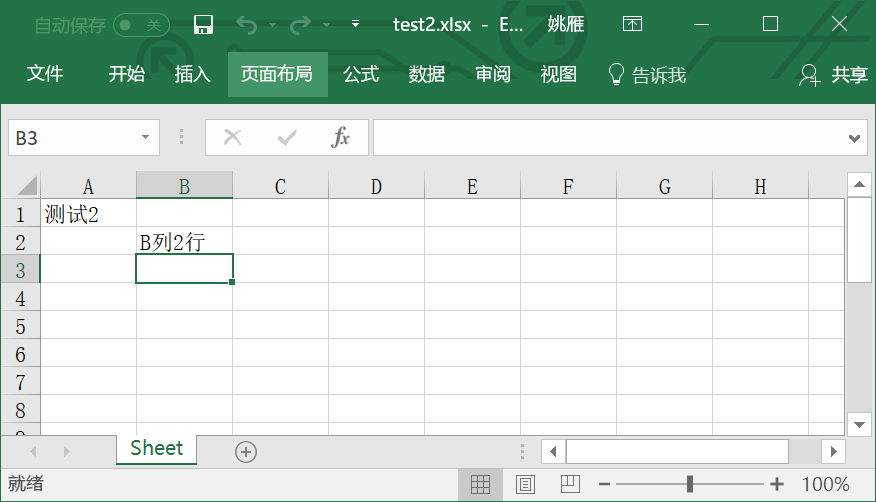 自动保存 关 test2.xlsx - E... 姚雁
文件 开始 插入 页面布局 公式 数据 审阅 视图 告诉我 共享
B3 fx
A B C D E F G H
1 测试2
2 B列2行
3
4
5
6
7
8
9
Sheet
就绪 100%